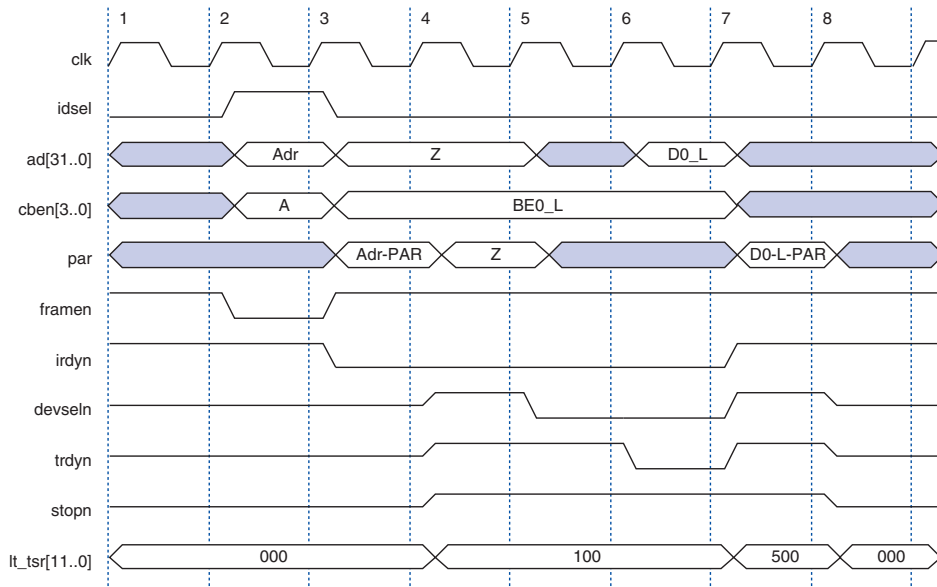 1 2 3 4 5 6 7 8
clk
idsel
ad[31..0] Adr Z D0_L
cben[3..0] A BE0_L
par Adr-PAR Z D0-L-PAR
framen
irdyn
devseln
trdyn
stopn
lt_tsr[11..0] 000 100 500 000